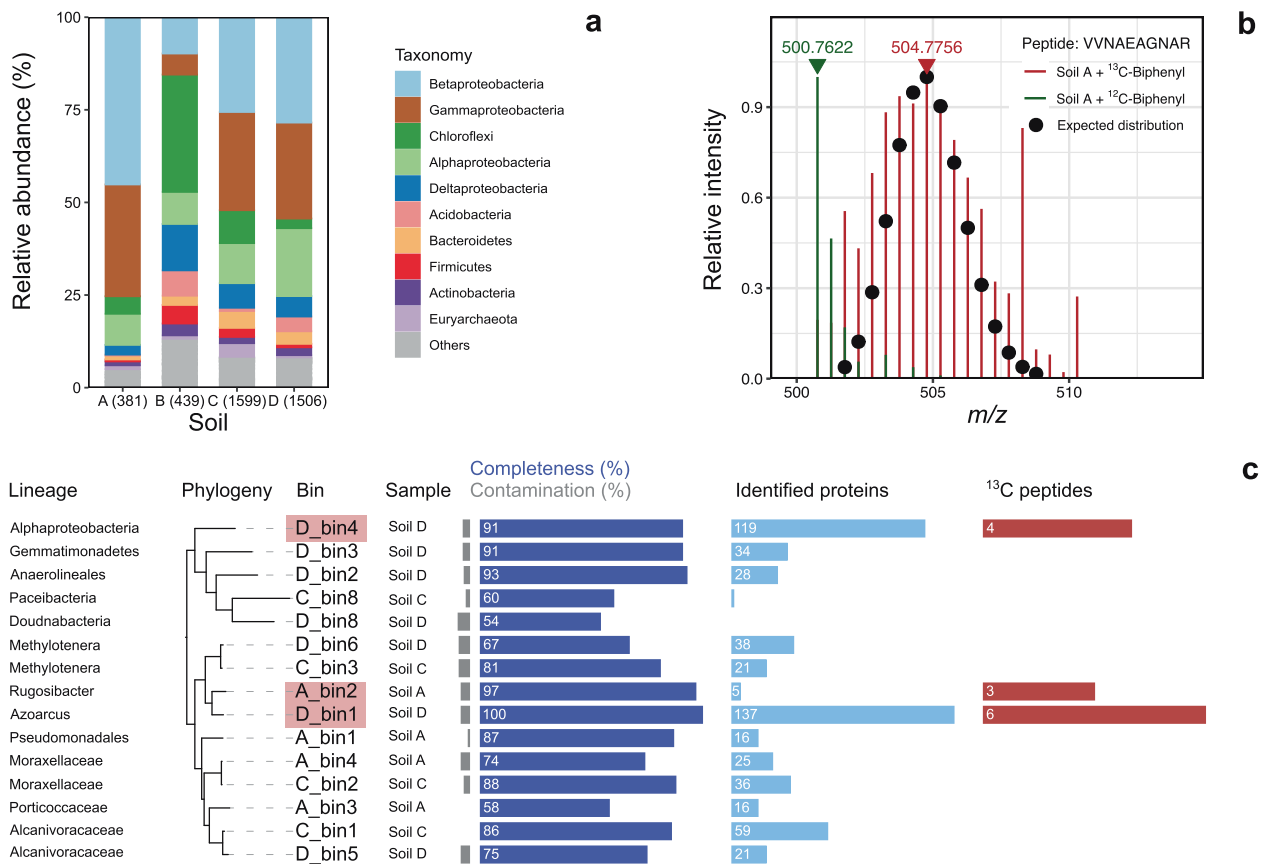 a
Relative abundance (%)
100
75
50
25
0
A (381) B (439) C (1599) D (1506)
Soil
Taxonomy
Betaproteobacteria
Gammaproteobacteria
Chloroflexi
Alphaproteobacteria
Deltaproteobacteria
Acidobacteria
Bacteroidetes
Firmicutes
Actinobacteria
Euryarchaeota
Others
b
Relative intensity
0.9
0.6
0.3
0.0
500 505 510
m/z
500.7622 504.7756
Peptide: VVNAEAGNAR
Soil A + ¹³C-Biphenyl
Soil A + ¹²C-Biphenyl
Expected distribution
c
Completeness (%)
Lineage Phylogeny Bin Sample Contamination (%) Identified proteins ¹³C peptides
Alphaproteobacteria D_bin4 Soil D 91 119 4
Gemmatimonadetes D_bin3 Soil D 91 34
Anaerolineales D_bin2 Soil D 93 28
Paceibacteria C_bin8 Soil C 60
Doudnabacteria D_bin8 Soil D 54
Methylotenera D_bin6 Soil D 67 38
Methylotenera C_bin3 Soil C 81 21
Rugosibacter A_bin2 Soil A 97 5 3
Azoarcus D_bin1 Soil D 100 137 6
Pseudomonadales A_bin1 Soil A 87 16
Moraxellaceae A_bin4 Soil A 74 25
Moraxellaceae C_bin2 Soil C 88 36
Porticoccaceae A_bin3 Soil A 58 16
Alcanivoracaceae C_bin1 Soil C 86 59
Alcanivoracaceae D_bin5 Soil D 75 21